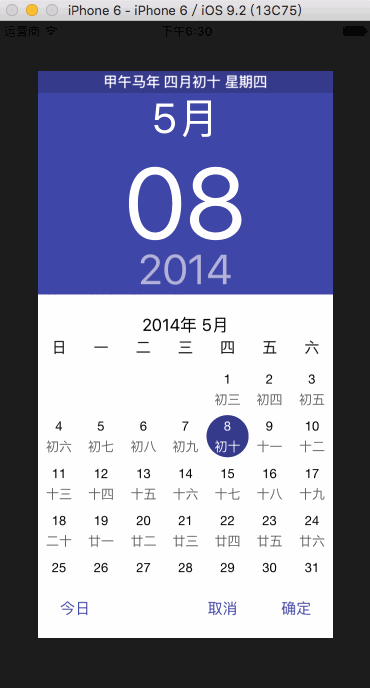 iPhone 6 - iPhone 6 / iOS 9.2 (13C75)
运营商 下午6:30
甲午马年 四月初十 星期四
5月
08
2014
2014年 5月
日 一 二 三 四 五 六
1 2 3
初三 初四 初五
4 5 6 7 8 9 10
初六 初七 初八 初九 初十 十一 十二
11 12 13 14 15 16 17
十三 十四 十五 十六 十七 十八 十九
18 19 20 21 22 23 24
二十 廿一 廿二 廿三 廿四 廿五 廿六
25 26 27 28 29 30 31
今日 取消 确定